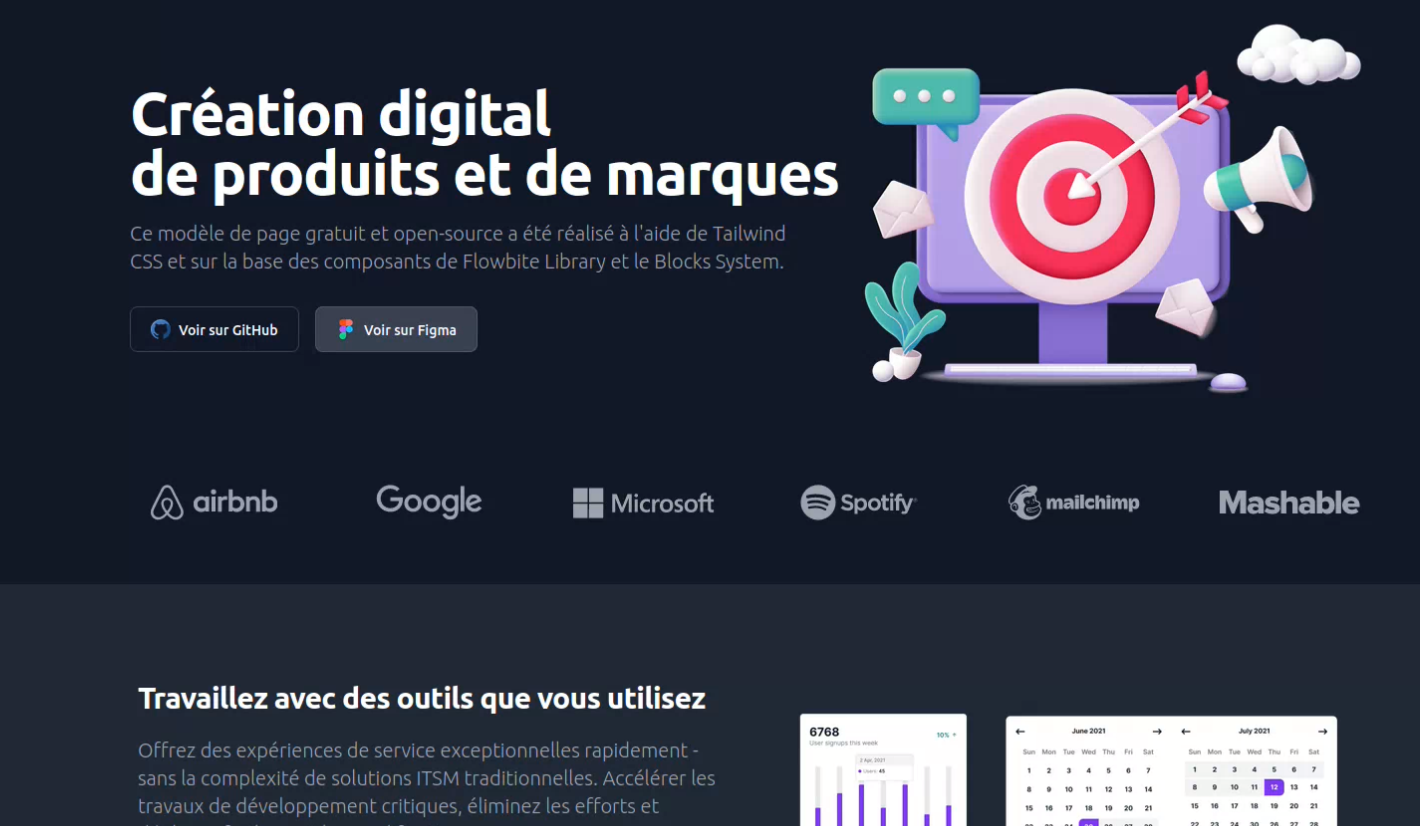 Création digital
de produits et de marques
Ce modèle de page gratuit et open-source a été réalisé à l'aide de Tailwind
CSS et sur la base des composants de Flowbite Library et le Blocks System.
Voir sur GitHub
Voir sur Figma
airbnb
Google
Microsoft
Spotify
mailchimp
Mashable
Travaillez avec des outils que vous utilisez
Offrez des expériences de service exceptionnelles rapidement -
sans la complexité de solutions ITSM traditionnelles. Accélérer les
travaux de développement critiques, éliminez les efforts et
6768
User signups this week
10%
2 Apr, 2021
Users: 45
June 2021
Sun Mon Tue Wed Thu Fri Sat
1 2 3 4 5 6 7
8 9 10 11 12 13 14
15 16 17 18 19 20 21
July 2021
Sun Mon Tue Wed Thu Fri Sat
1 2 3 4 5 6 7
8 9 10 11 12 13 14
15 16 17 18 19 20 21